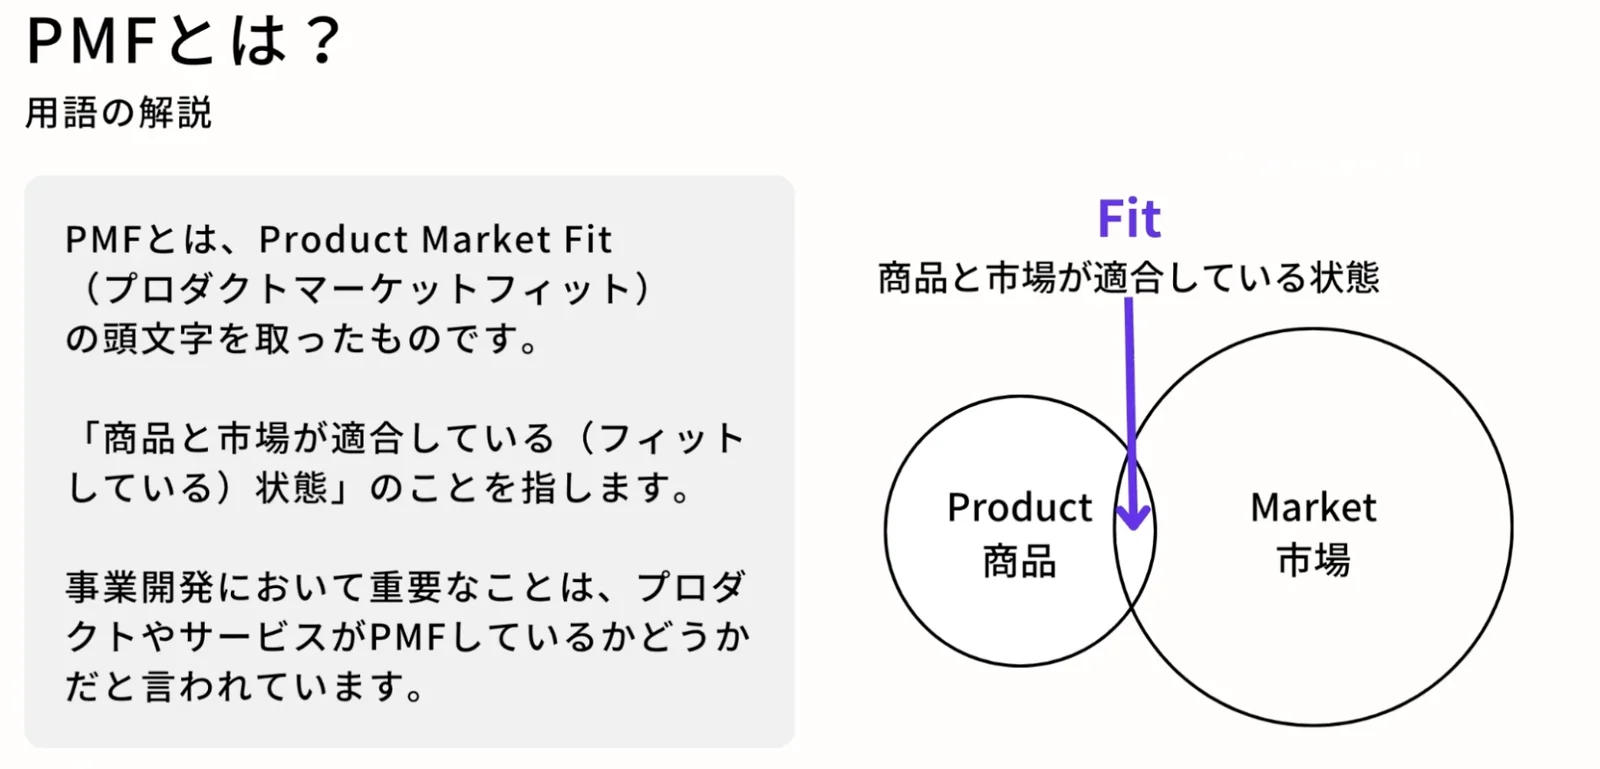 PMFとは？
用語の解説
PMFとは、Product Market Fit
（プロダクトマーケットフィット）
の頭文字を取ったものです。
「商品と市場が適合している（フィット
している）状態」のことを指します。
事業開発において重要なことは、プロダ
クトやサービスがPMFしているかどうか
だと言われています。
Fit
商品と市場が適合している状態
Product
商品
Market
市場